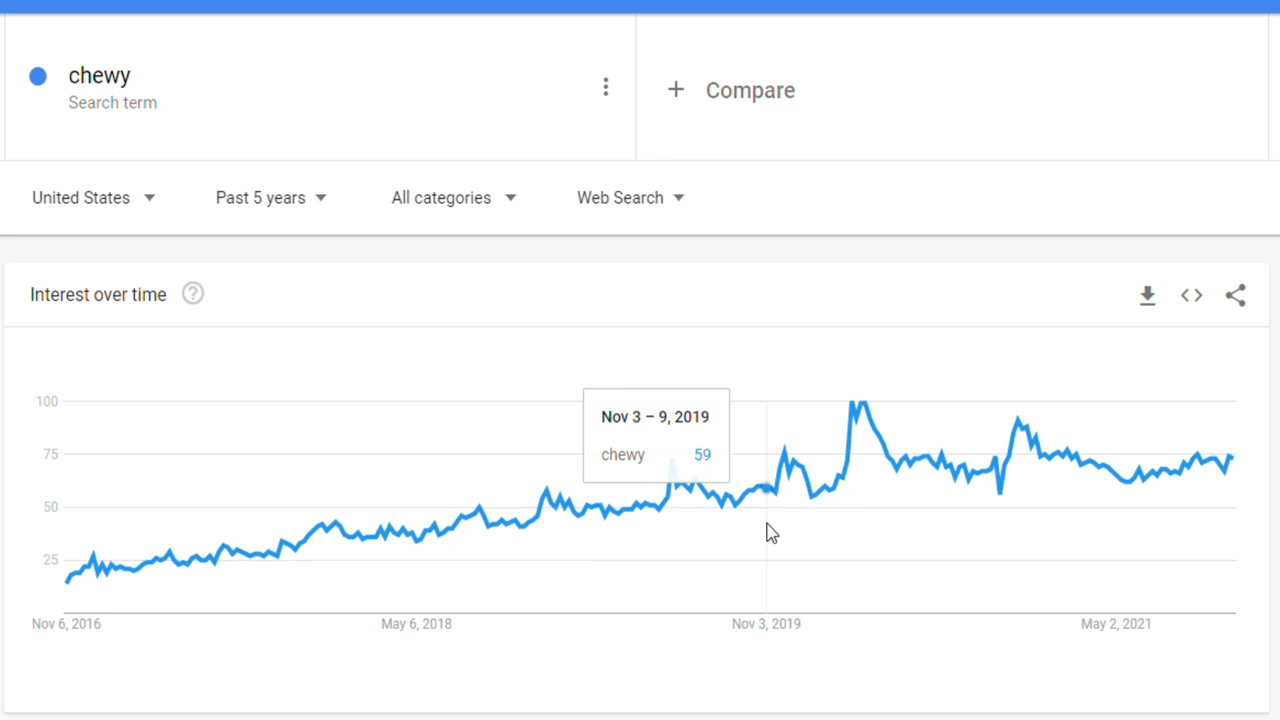 chewy
Search term
+ Compare
United States
Past 5 years
All categories
Web Search
Interest over time ?
Nov 3 – 9, 2019
chewy 59
100
75
50
25
Nov 6, 2016
May 6, 2018
Nov 3, 2019
May 2, 2021